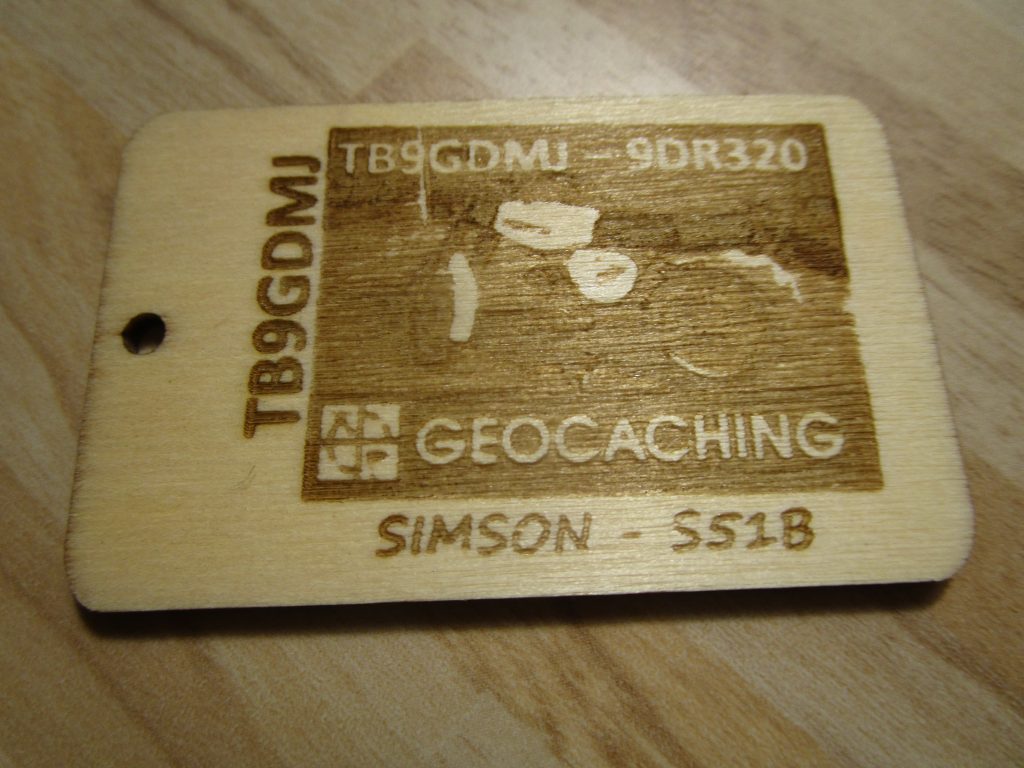 TB9GDMJ - 9DR320
TB9GDMJ
GEOCACHING
SIMSON - S51B